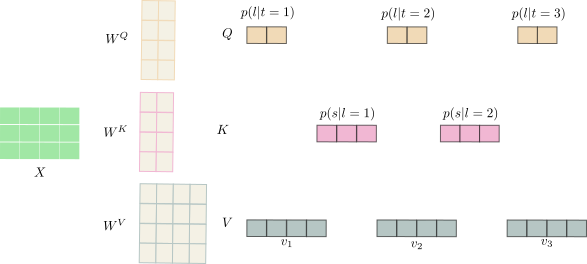 p(l|t = 1) p(l|t = 2) p(l|t = 3)
W^Q Q
p(s|l = 1) p(s|l = 2)
W^K K
X
W^V V
v_1 v_2 v_3